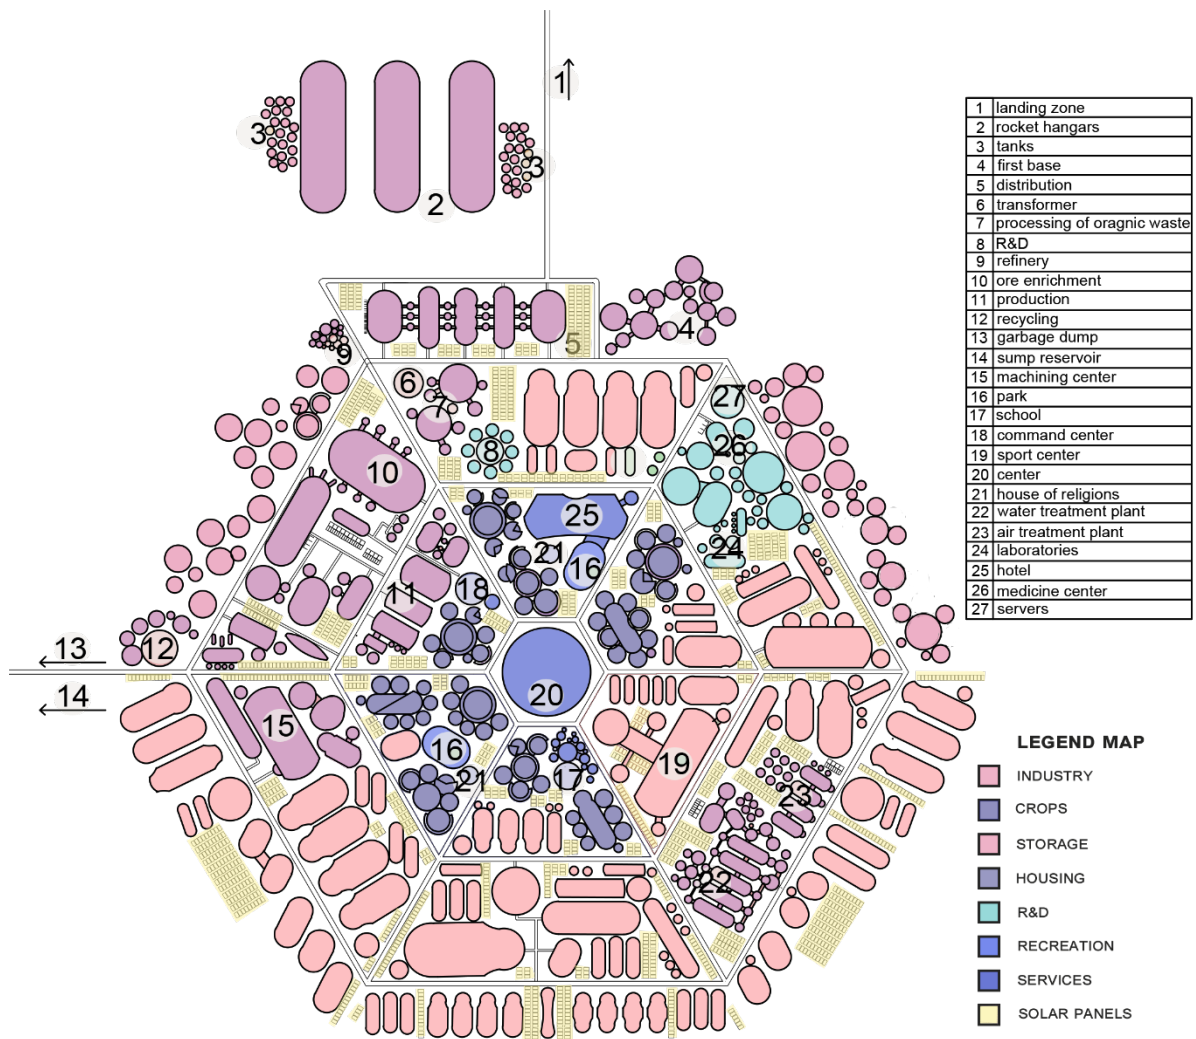 1
3
3
2
4
5
9
6
7
27
8
26
10
25
24
21
16
11
18
12
13
20
14
15
16
19
21
17
23
22
1 landing zone
2 rocket hangars
3 tanks
4 first base
5 distribution
6 transformer
7 processing of oragnic waste
8 R&D
9 refinery
10 ore enrichment
11 production
12 recycling
13 garbage dump
14 sump reservoir
15 machining center
16 park
17 school
18 command center
19 sport center
20 center
21 house of religions
22 water treatment plant
23 air treatment plant
24 laboratories
25 hotel
26 medicine center
27 servers
LEGEND MAP
INDUSTRY
CROPS
STORAGE
HOUSING
R&D
RECREATION
SERVICES
SOLAR PANELS